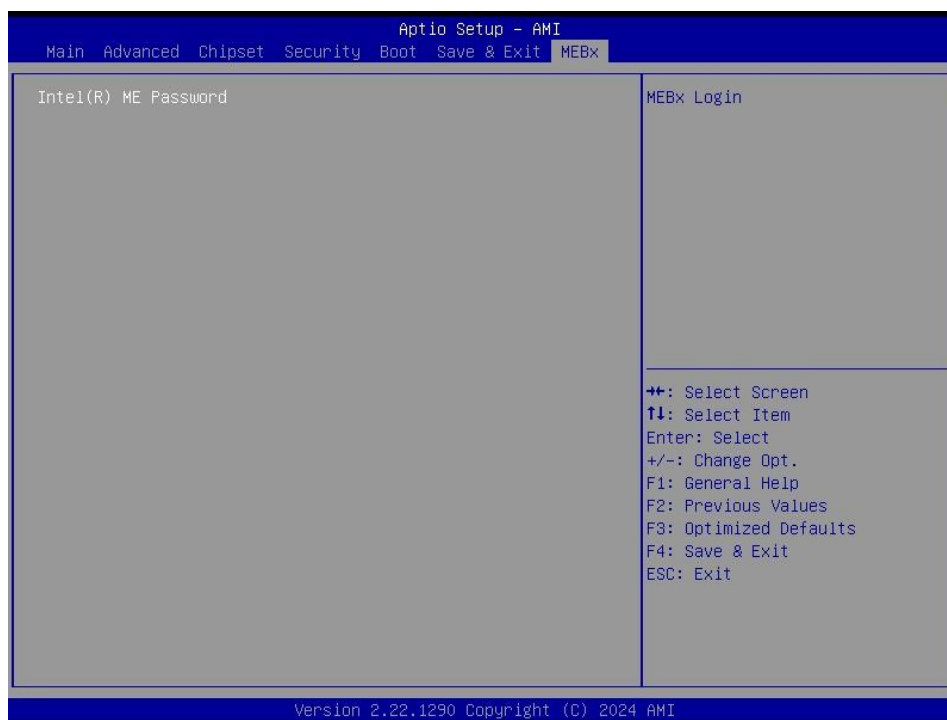 Aptio Setup – AMI
Main Advanced Chipset Security Boot Save & Exit MEBx
Intel(R) ME Password
MEBx Login
→←: Select Screen
↑↓: Select Item
Enter: Select
+/-: Change Opt.
F1: General Help
F2: Previous Values
F3: Optimized Defaults
F4: Save & Exit
ESC: Exit
Version 2.22.1290 Copyright (C) 2024 AMI